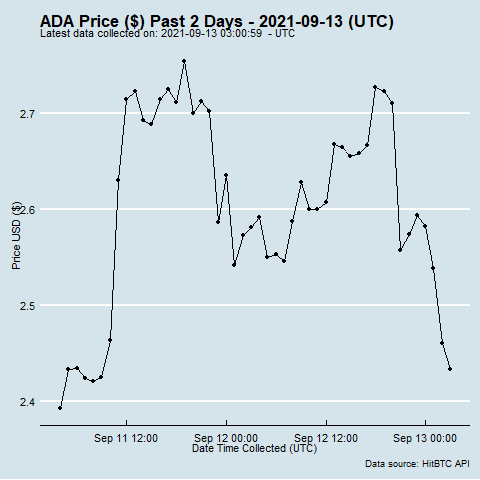 ADA Price ($) Past 2 Days - 2021-09-13 (UTC)
Latest data collected on: 2021-09-13 03:00:59 - UTC
Price USD ($)
2.7
2.6
2.5
2.4
Sep 11 12:00 Sep 12 00:00 Sep 12 12:00 Sep 13 00:00
Date Time Collected (UTC)
Data source: HitBTC API